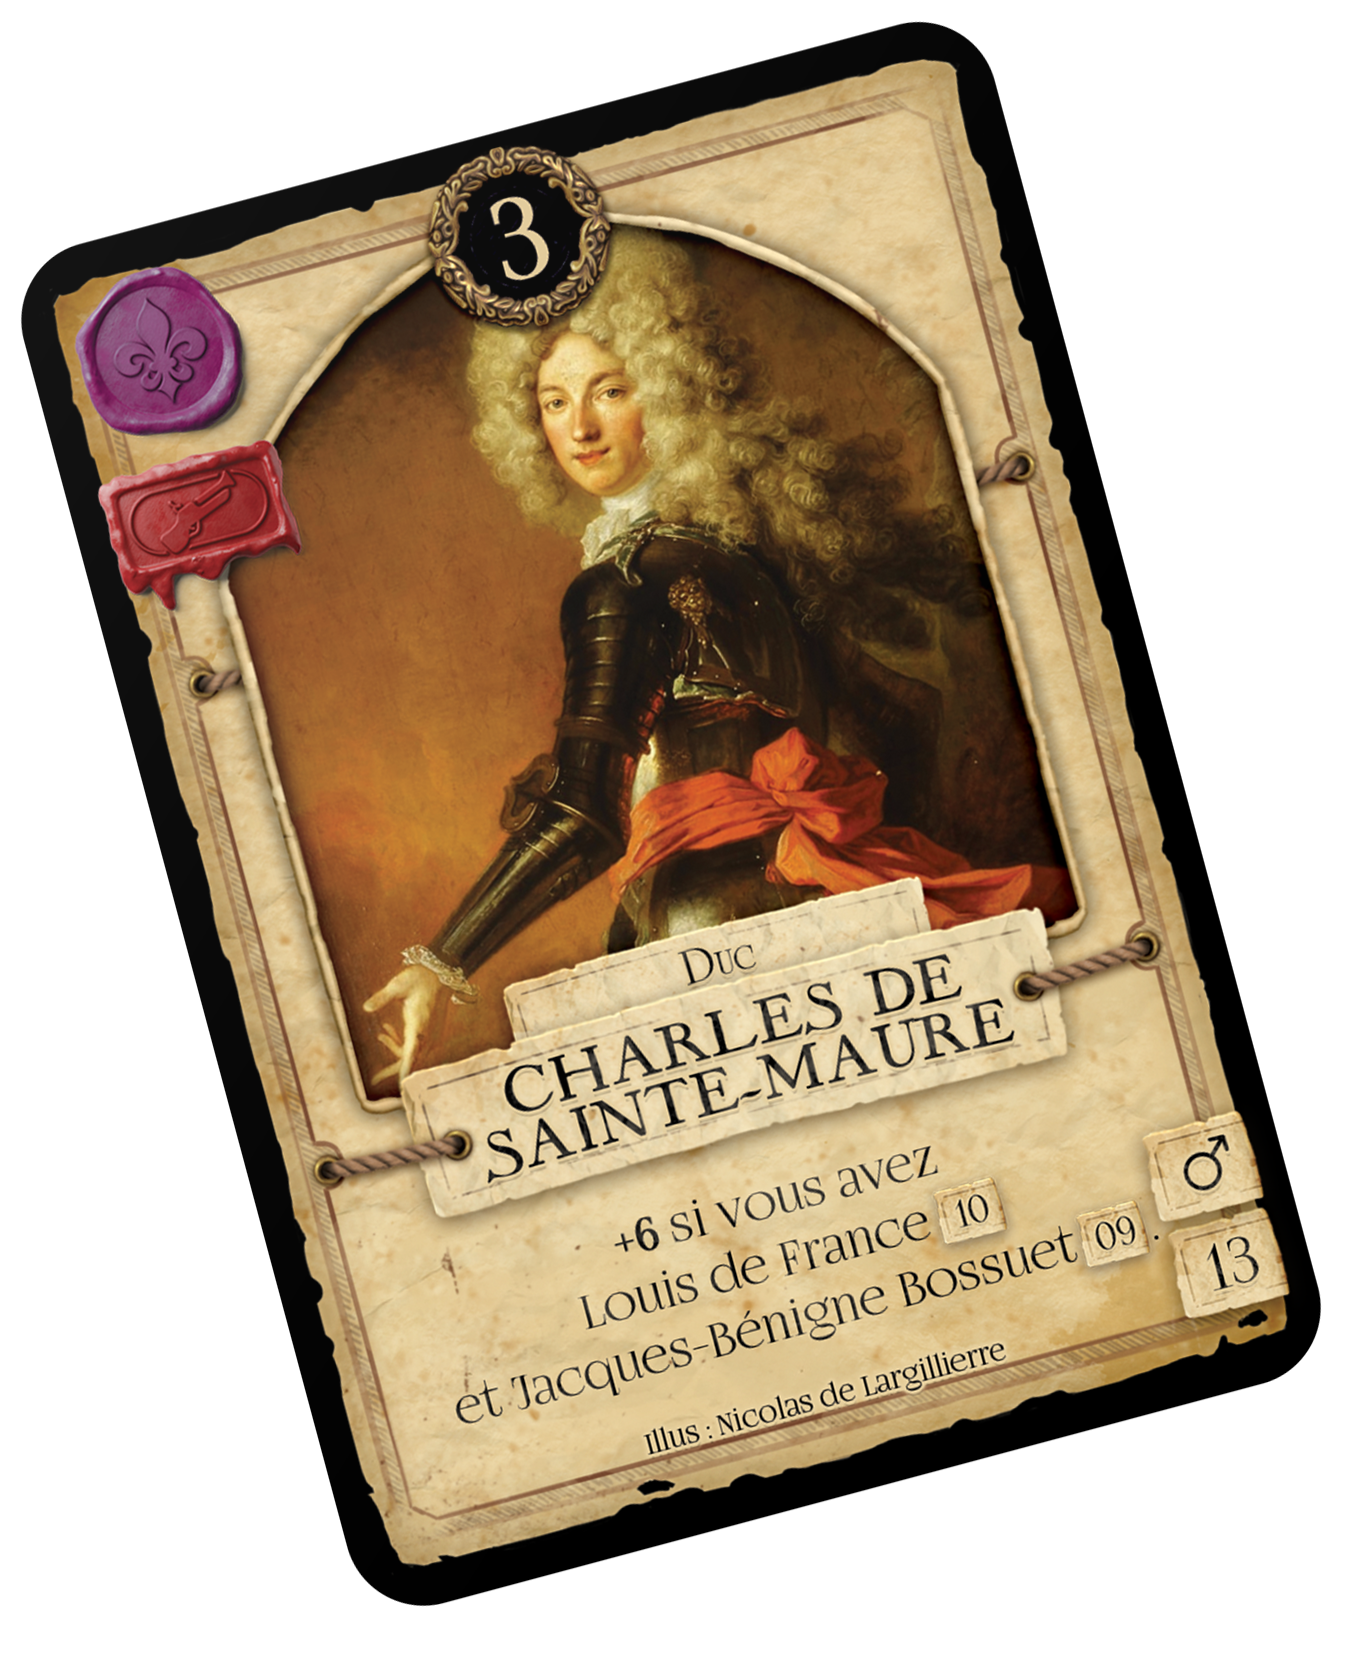 3
Duc
CHARLES DE
SAINTE-MAURE
+6 si vous avez
Louis de France 10
et Jacques-Bénigne Bossuet 09.
♂
13
Illus : Nicolas de Largillierre